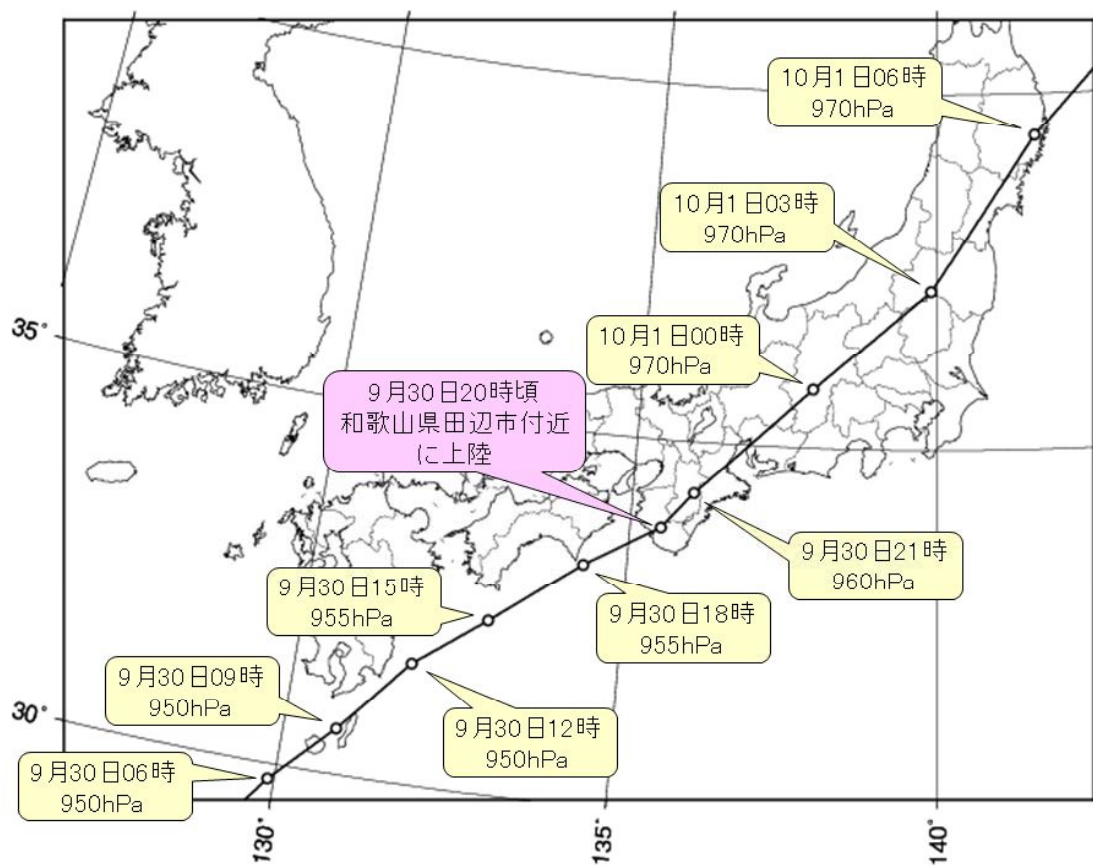 10月1日06時
970hPa
10月1日03時
970hPa
10月1日00時
970hPa
35°
9月30日20時頃
和歌山県田辺市付近
に上陸
9月30日21時
960hPa
9月30日15時
955hPa
9月30日18時
955hPa
9月30日09時
950hPa
30°
9月30日12時
950hPa
9月30日06時
950hPa
130°
135°
140°